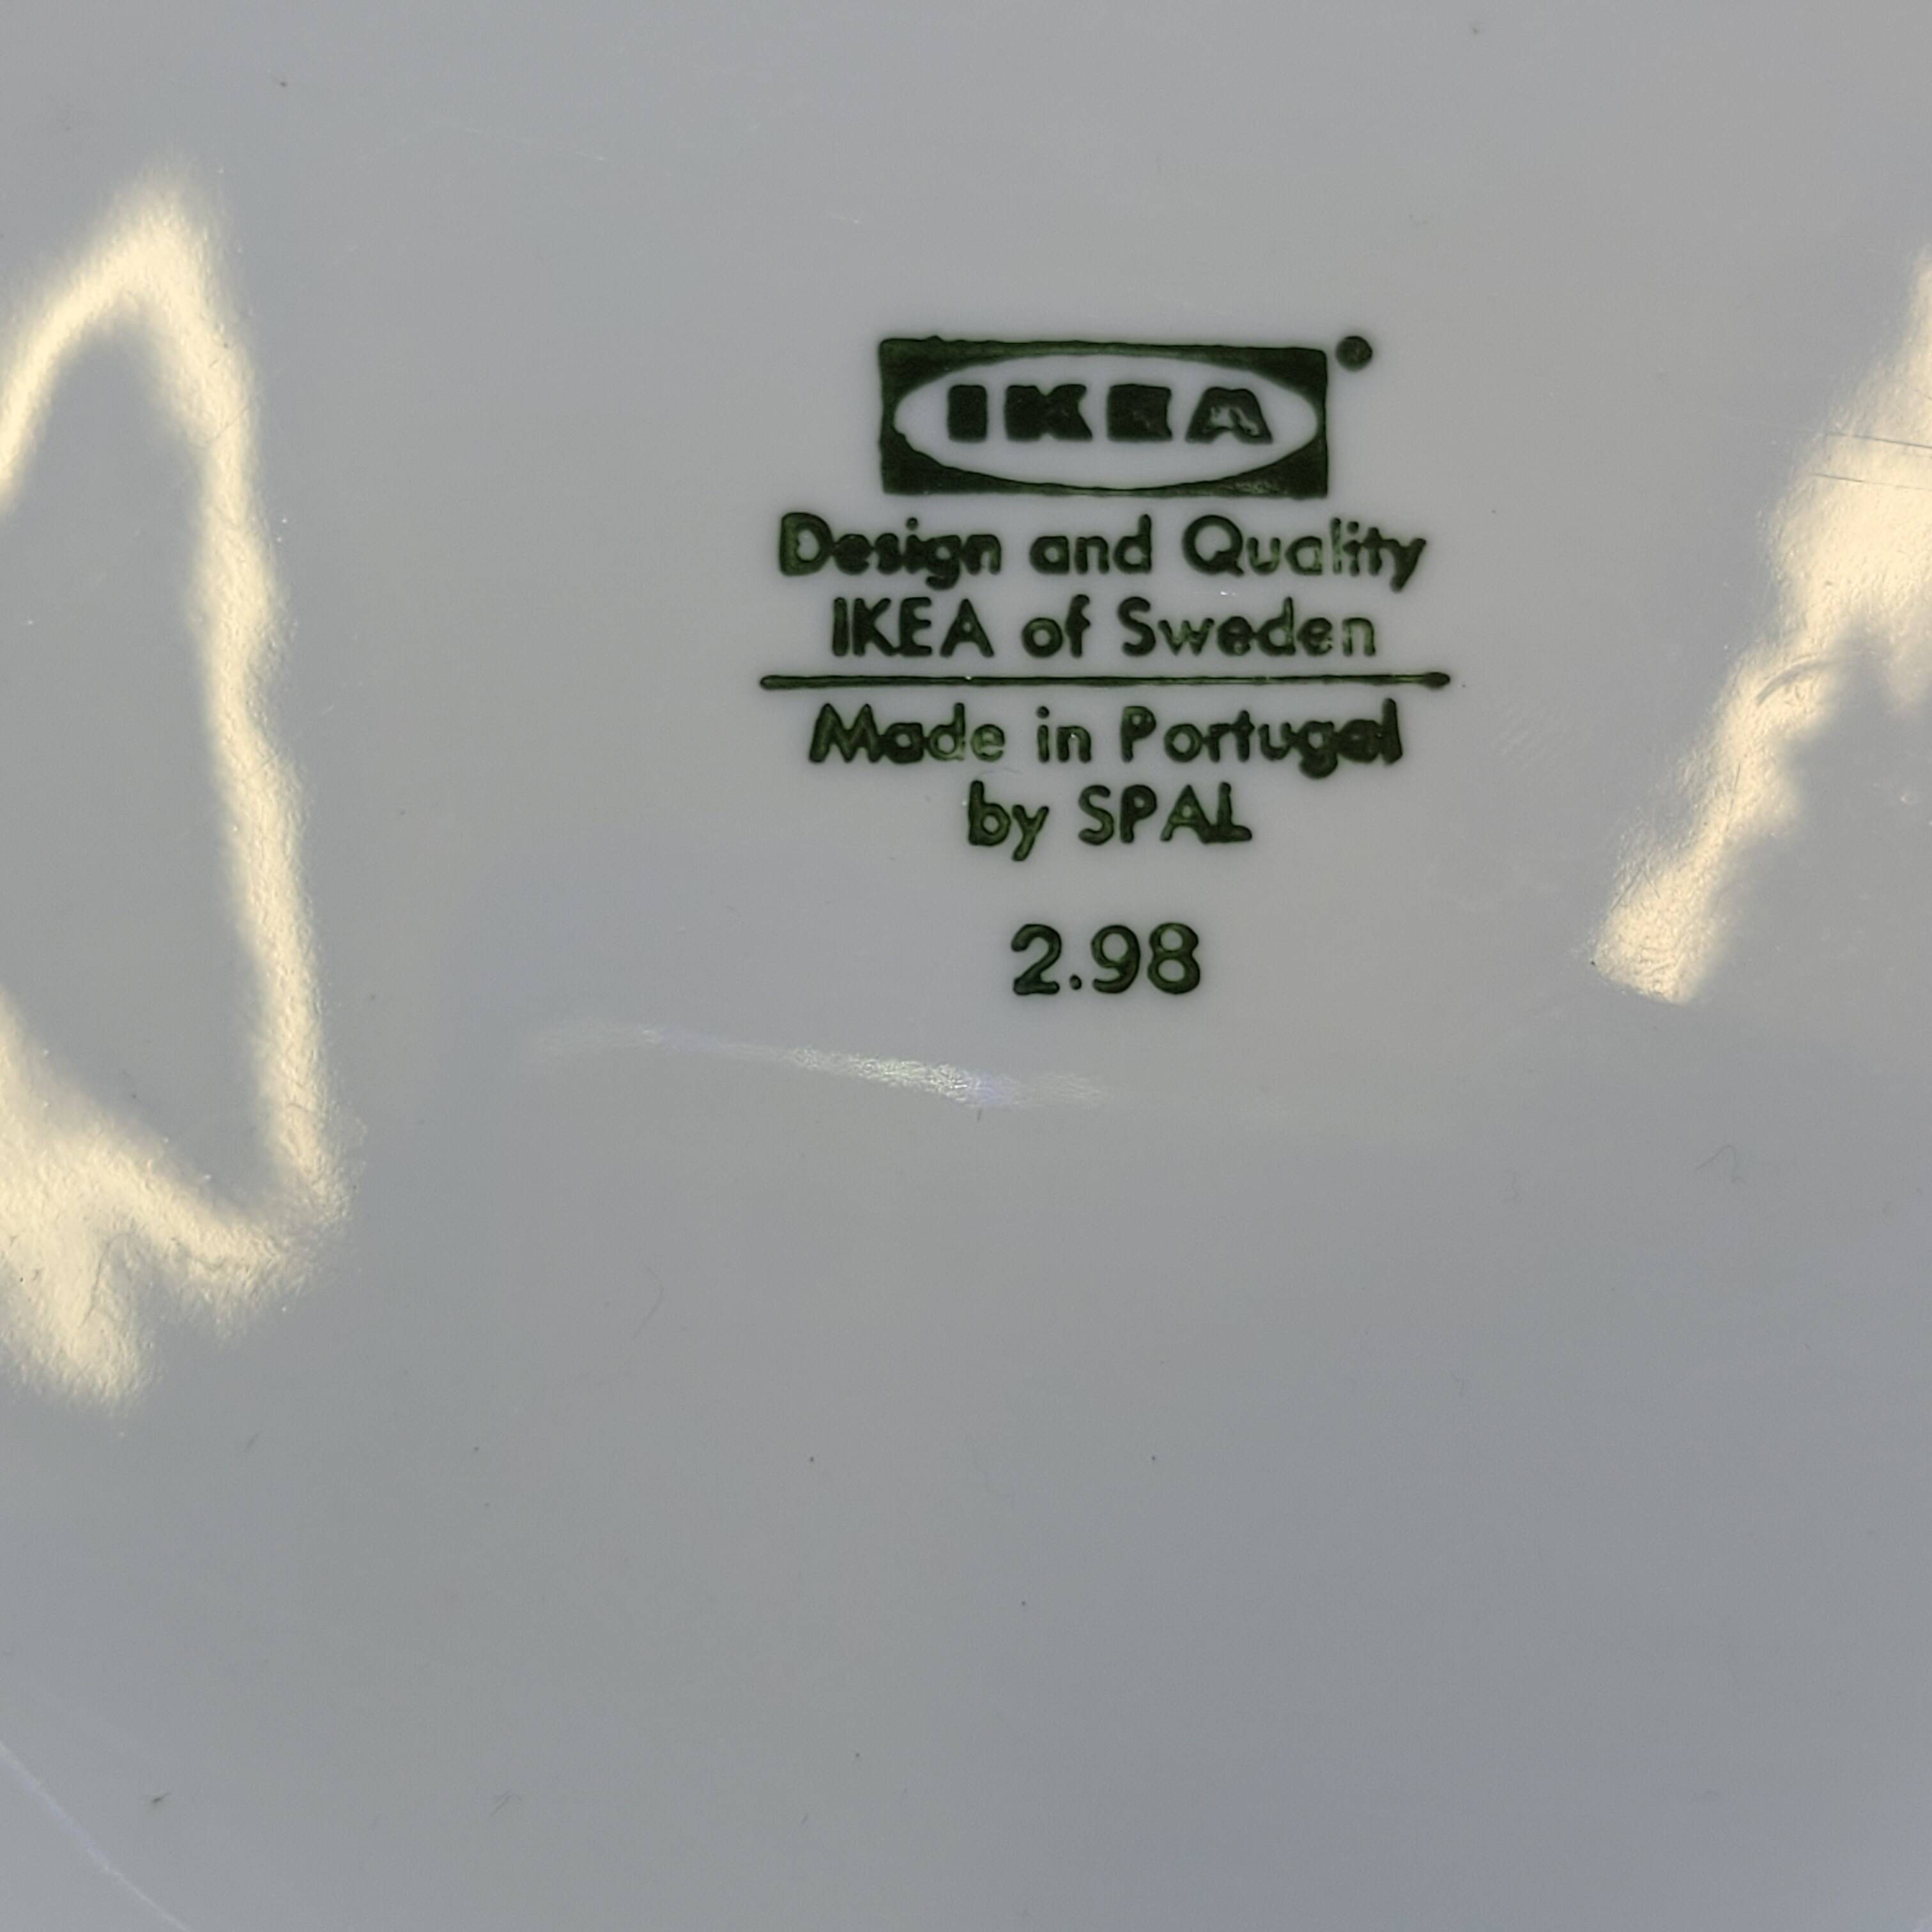 IKEA
Design and Quality
IKEA of Sweden
Made in Portugal
by SPAL
2.98